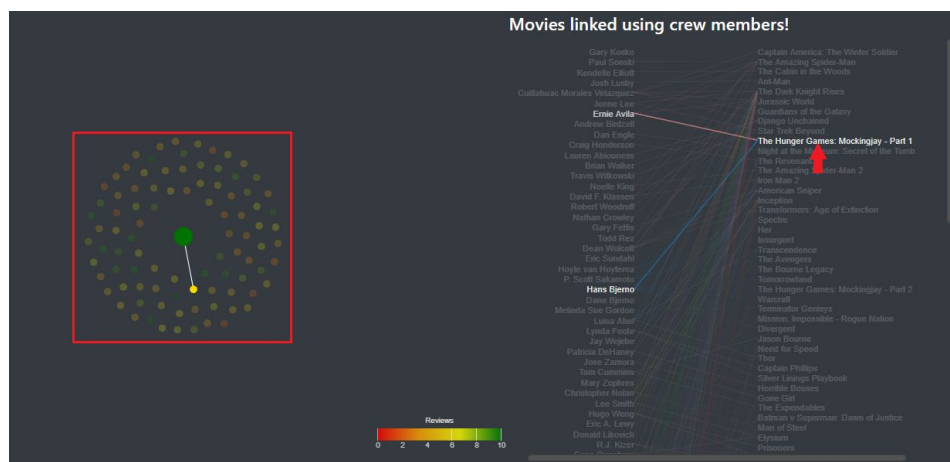 Movies linked using crew members!
Gary Kosko
Paul Sonski
Kendelle Elliott
Josh Lusby
Cuitlahuac Morales Velazquez
Jonne Lee
Ernie Avila
Andrew Birdzell
Dan Engle
Craig Henderson
Lauren Abiouness
Brian Walker
Travis Witkowski
Noelle King
David F. Klassen
Robert Woodruff
Nathan Crowley
Gary Fettis
Todd Rex
Dean Wolcott
Eric Sundahl
Hoyte van Hoytema
P. Scott Sakamoto
Hans Bjerno
Dane Bjerno
Melinda Sue Gordon
Luisa Abel
Lynda Foote
Jay Wejebe
Patricia DeHaney
Jose Zamora
Tom Cummins
Mary Zophres
Christopher Nolan
Lee Smith
Hugo Weng
Eric A. Lewy
Donald Likovich
R.J. Kizer
Captain America: The Winter Soldier
The Amazing Spider-Man
The Cabin in the Woods
Ant-Man
The Dark Knight Rises
Jurassic World
Guardians of the Galaxy
Django Unchained
Star Trek Beyond
The Hunger Games: Mockingjay - Part 1
Night at the Museum: Secret of the Tomb
The Revenant
The Amazing Spider-Man 2
Iron Man 2
American Sniper
Inception
Transformers: Age of Extinction
Spectre
Her
Insurgent
Transcendence
The Avengers
The Bourne Legacy
Tomorrowland
The Hunger Games: Mockingjay - Part 2
Warcraft
Terminator Genisys
Mission: Impossible - Rogue Nation
Divergent
Jason Bourne
Need for Speed
Thor
Captain Phillips
Silver Linings Playbook
Horrible Bosses
Gone Girl
The Expendables
Batman v Superman: Dawn of Justice
Man of Steel
Elysium
Prisoners
Reviews
0 2 4 6 8 10